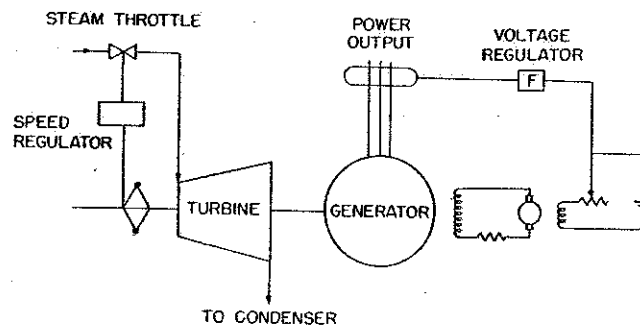 STEAM THROTTLE
POWER
OUTPUT
VOLTAGE
REGULATOR
F
SPEED
REGULATOR
TURBINE
GENERATOR
TO CONDENSER